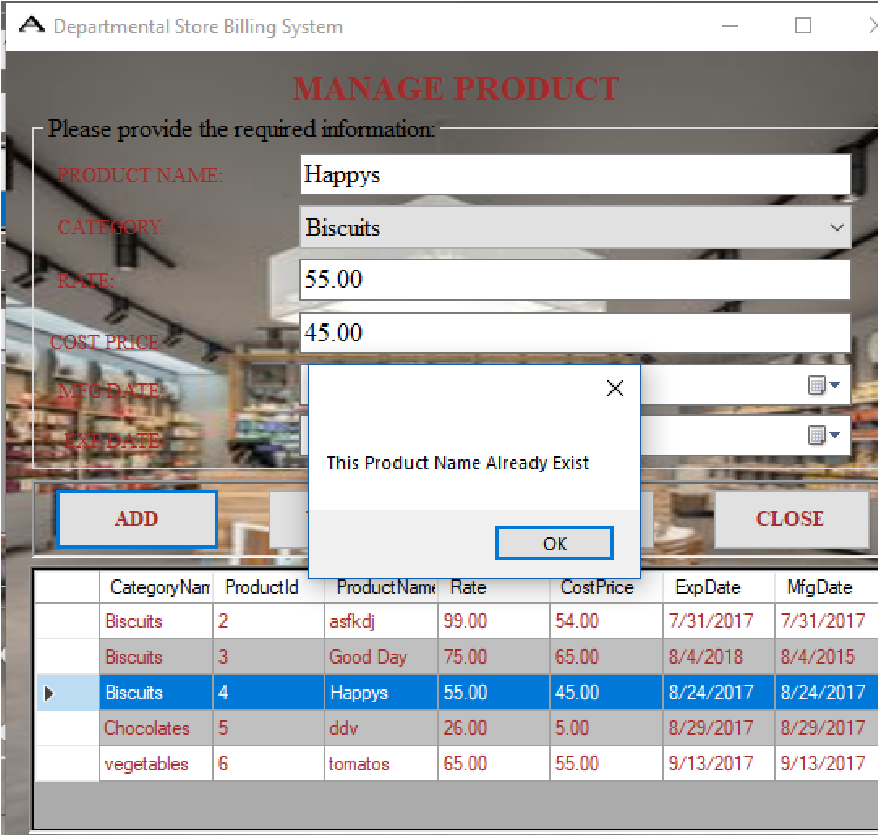 Departmental Store Billing System
MANAGE PRODUCT
Please provide the required information:
PRODUCT NAME: Happys
CATEGORY: Biscuits
RATE: 55.00
COST PRICE 45.00
MFG DATE:
EXP DATE:
This Product Name Already Exist
OK
ADD CLOSE
CategoryNam ProductId ProductName Rate CostPrice ExpDate MfgDate
Biscuits 2 asfkdj 99.00 54.00 7/31/2017 7/31/2017
Biscuits 3 Good Day 75.00 65.00 8/4/2018 8/4/2015
Biscuits 4 Happys 55.00 45.00 8/24/2017 8/24/2017
Chocolates 5 ddv 26.00 5.00 8/29/2017 8/29/2017
vegetables 6 tomatos 65.00 55.00 9/13/2017 9/13/2017